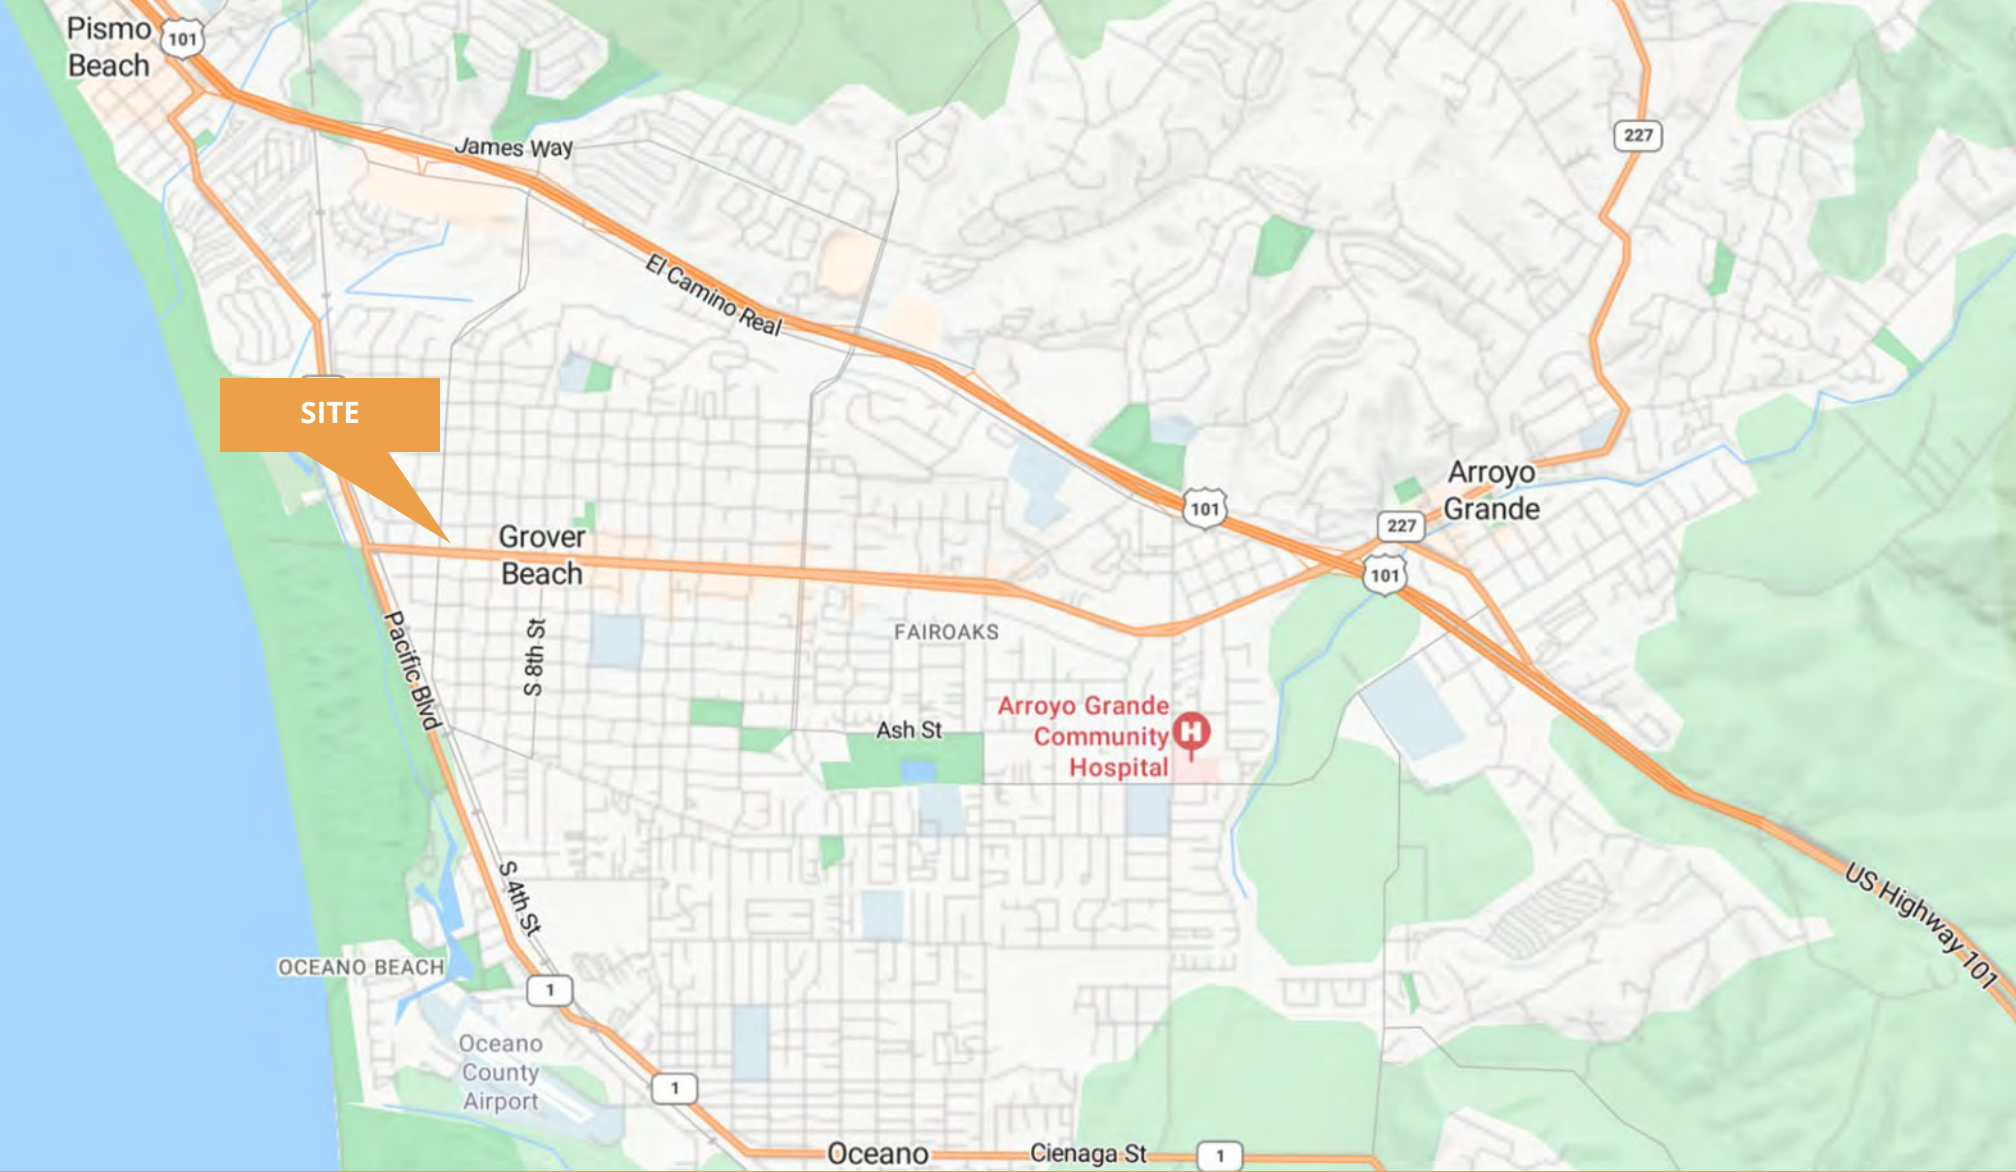 Pismo
Beach
101
227
James Way
El Camino Real
SITE
Arroyo
Grande
101
227
Grover
Beach
101
FAIROAKS
Pacific Blvd
S 8th St
Arroyo Grande
Community
Hospital
H
Ash St
S 4th St
US Highway 101
OCEANO BEACH
1
Oceano
County
Airport
1
Oceano
Cienaga St
1